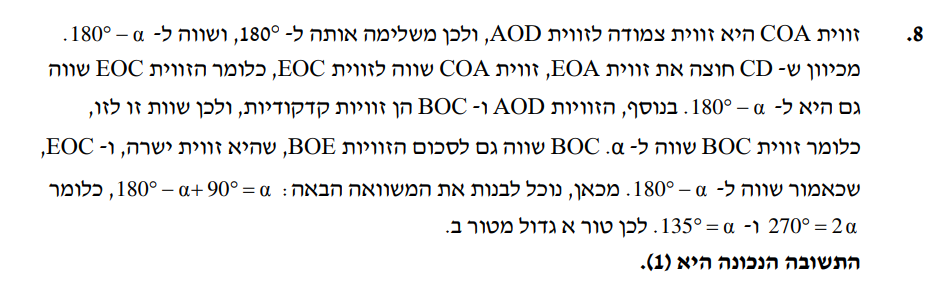 8. זווית COA היא זווית צמודה לזווית AOD, ולכן משלימה אותה ל- 180°, ושווה ל- 180° – α.
מכיוון ש- CD חוצה את זווית EOA, זווית COA שווה לזווית EOC, כלומר הזווית EOC שווה
גם היא ל- 180° – α. בנוסף, הזוויות AOD ו- BOC הן זוויות קדקודיות, ולכן שוות זו לזו,
כלומר זווית BOC שווה ל- α. BOC שווה גם לסכום הזוויות BOE, שהיא זווית ישרה, ו- EOC,
שכאמור שווה ל- 180° – α. מכאן, נוכל לבנות את המשוואה הבאה: 180° – α+ 90° = α, כלומר
270° = 2α ו- 135° = α. לכן טור א גדול מטור ב.
התשובה הנכונה היא (1).